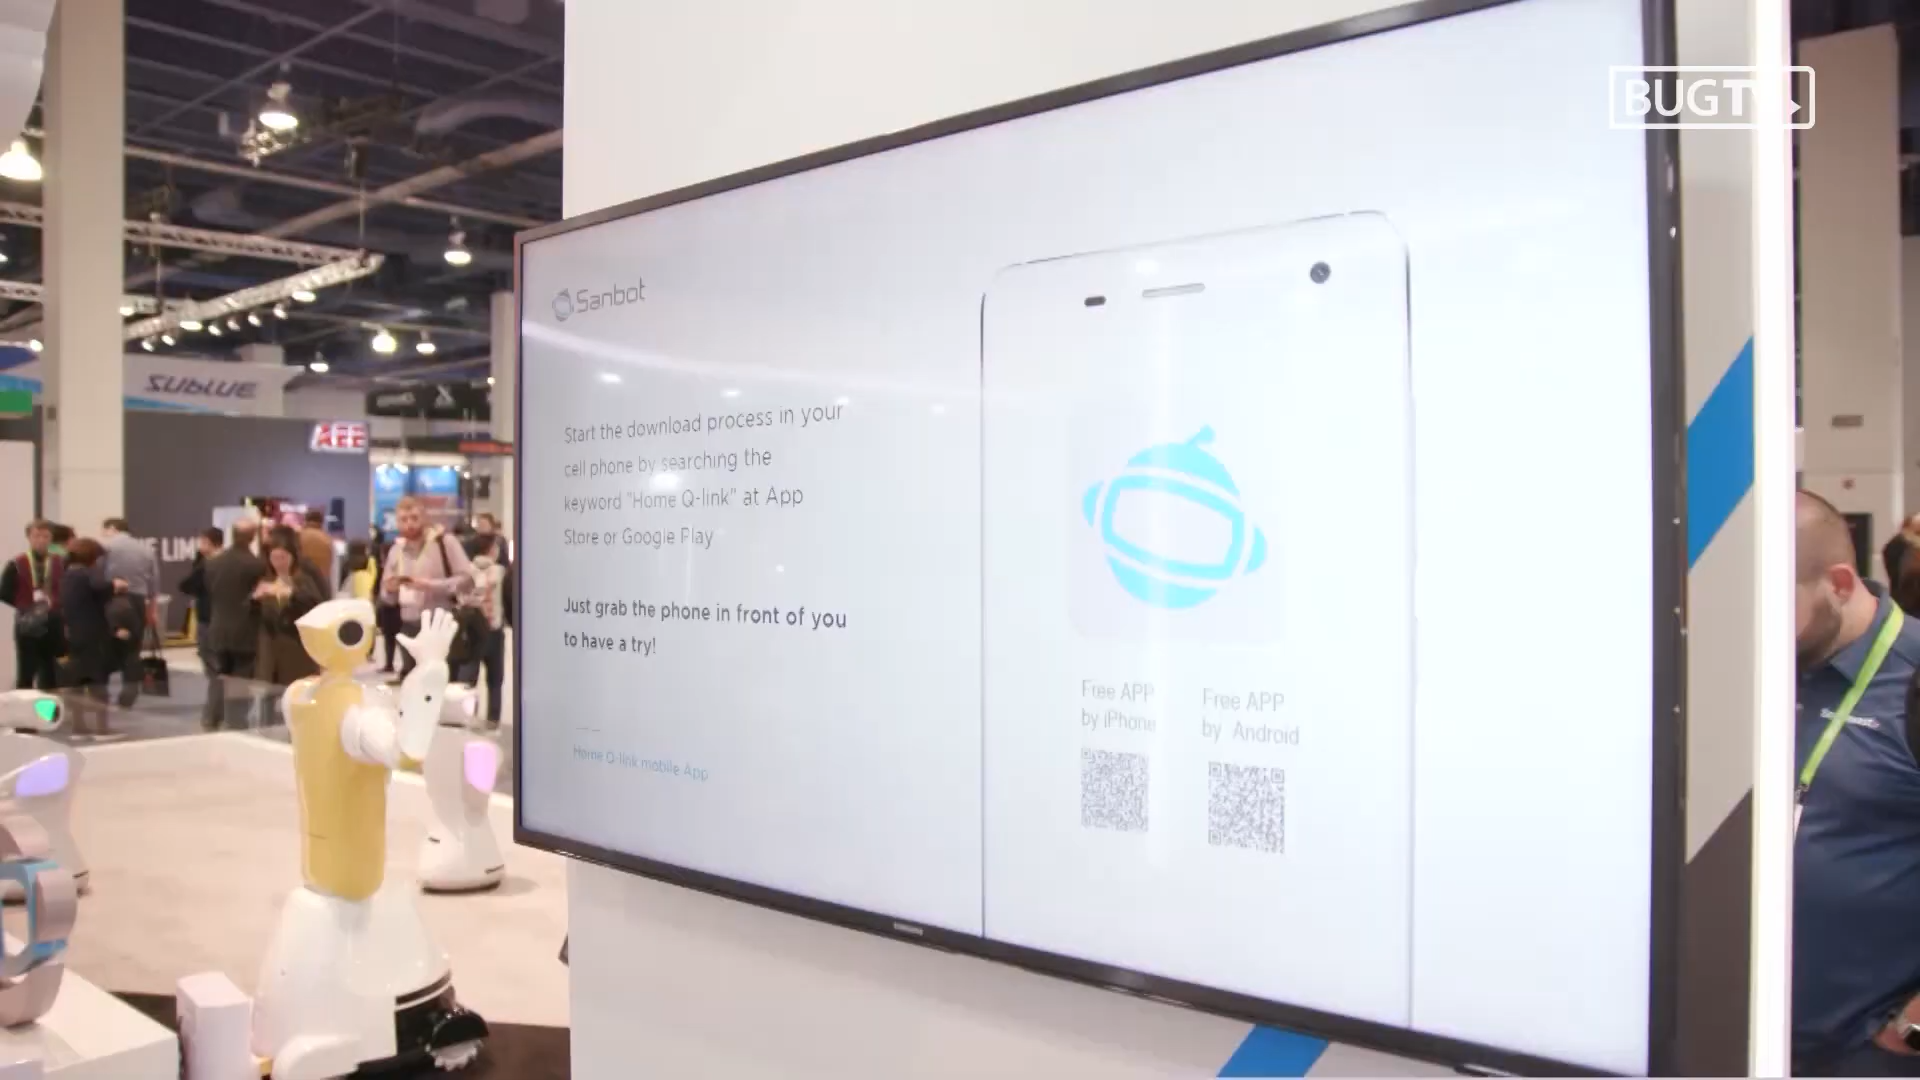 BUGTV
Sanbot
SUBLUE
AEE
Start the download process in your
cell phone by searching the
keyword "Home Q-link" at App
Store or Google Play
Just grab the phone in front of you
to have a try!
Home Q-link mobile App
Free APP
by iPhone
Free APP
by Android